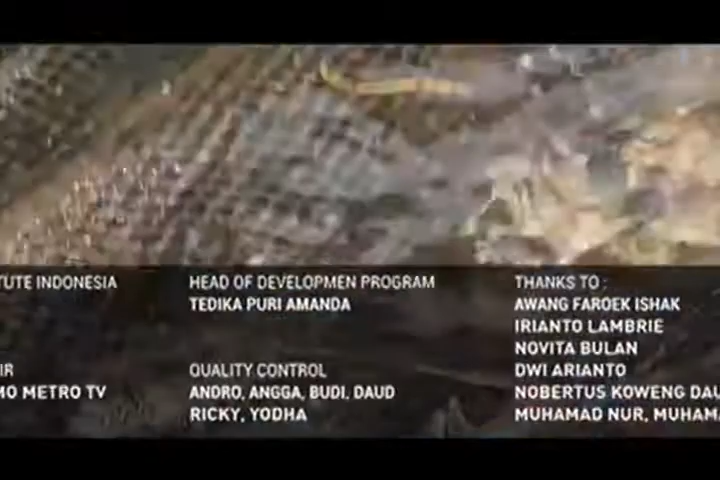 TUTE INDONESIA
IR
MO METRO TV
HEAD OF DEVELOPMEN PROGRAM
TEDIKA PURI AMANDA
QUALITY CONTROL
ANDRO, ANGGA, BUDI, DAUD
RICKY, YODHA
THANKS TO :
AWANG FAROEK ISHAK
IRIANTO LAMBRIE
NOVITA BULAN
DWI ARIANTO
NOBERTUS KOWENG DAU
MUHAMAD NUR, MUHAMA